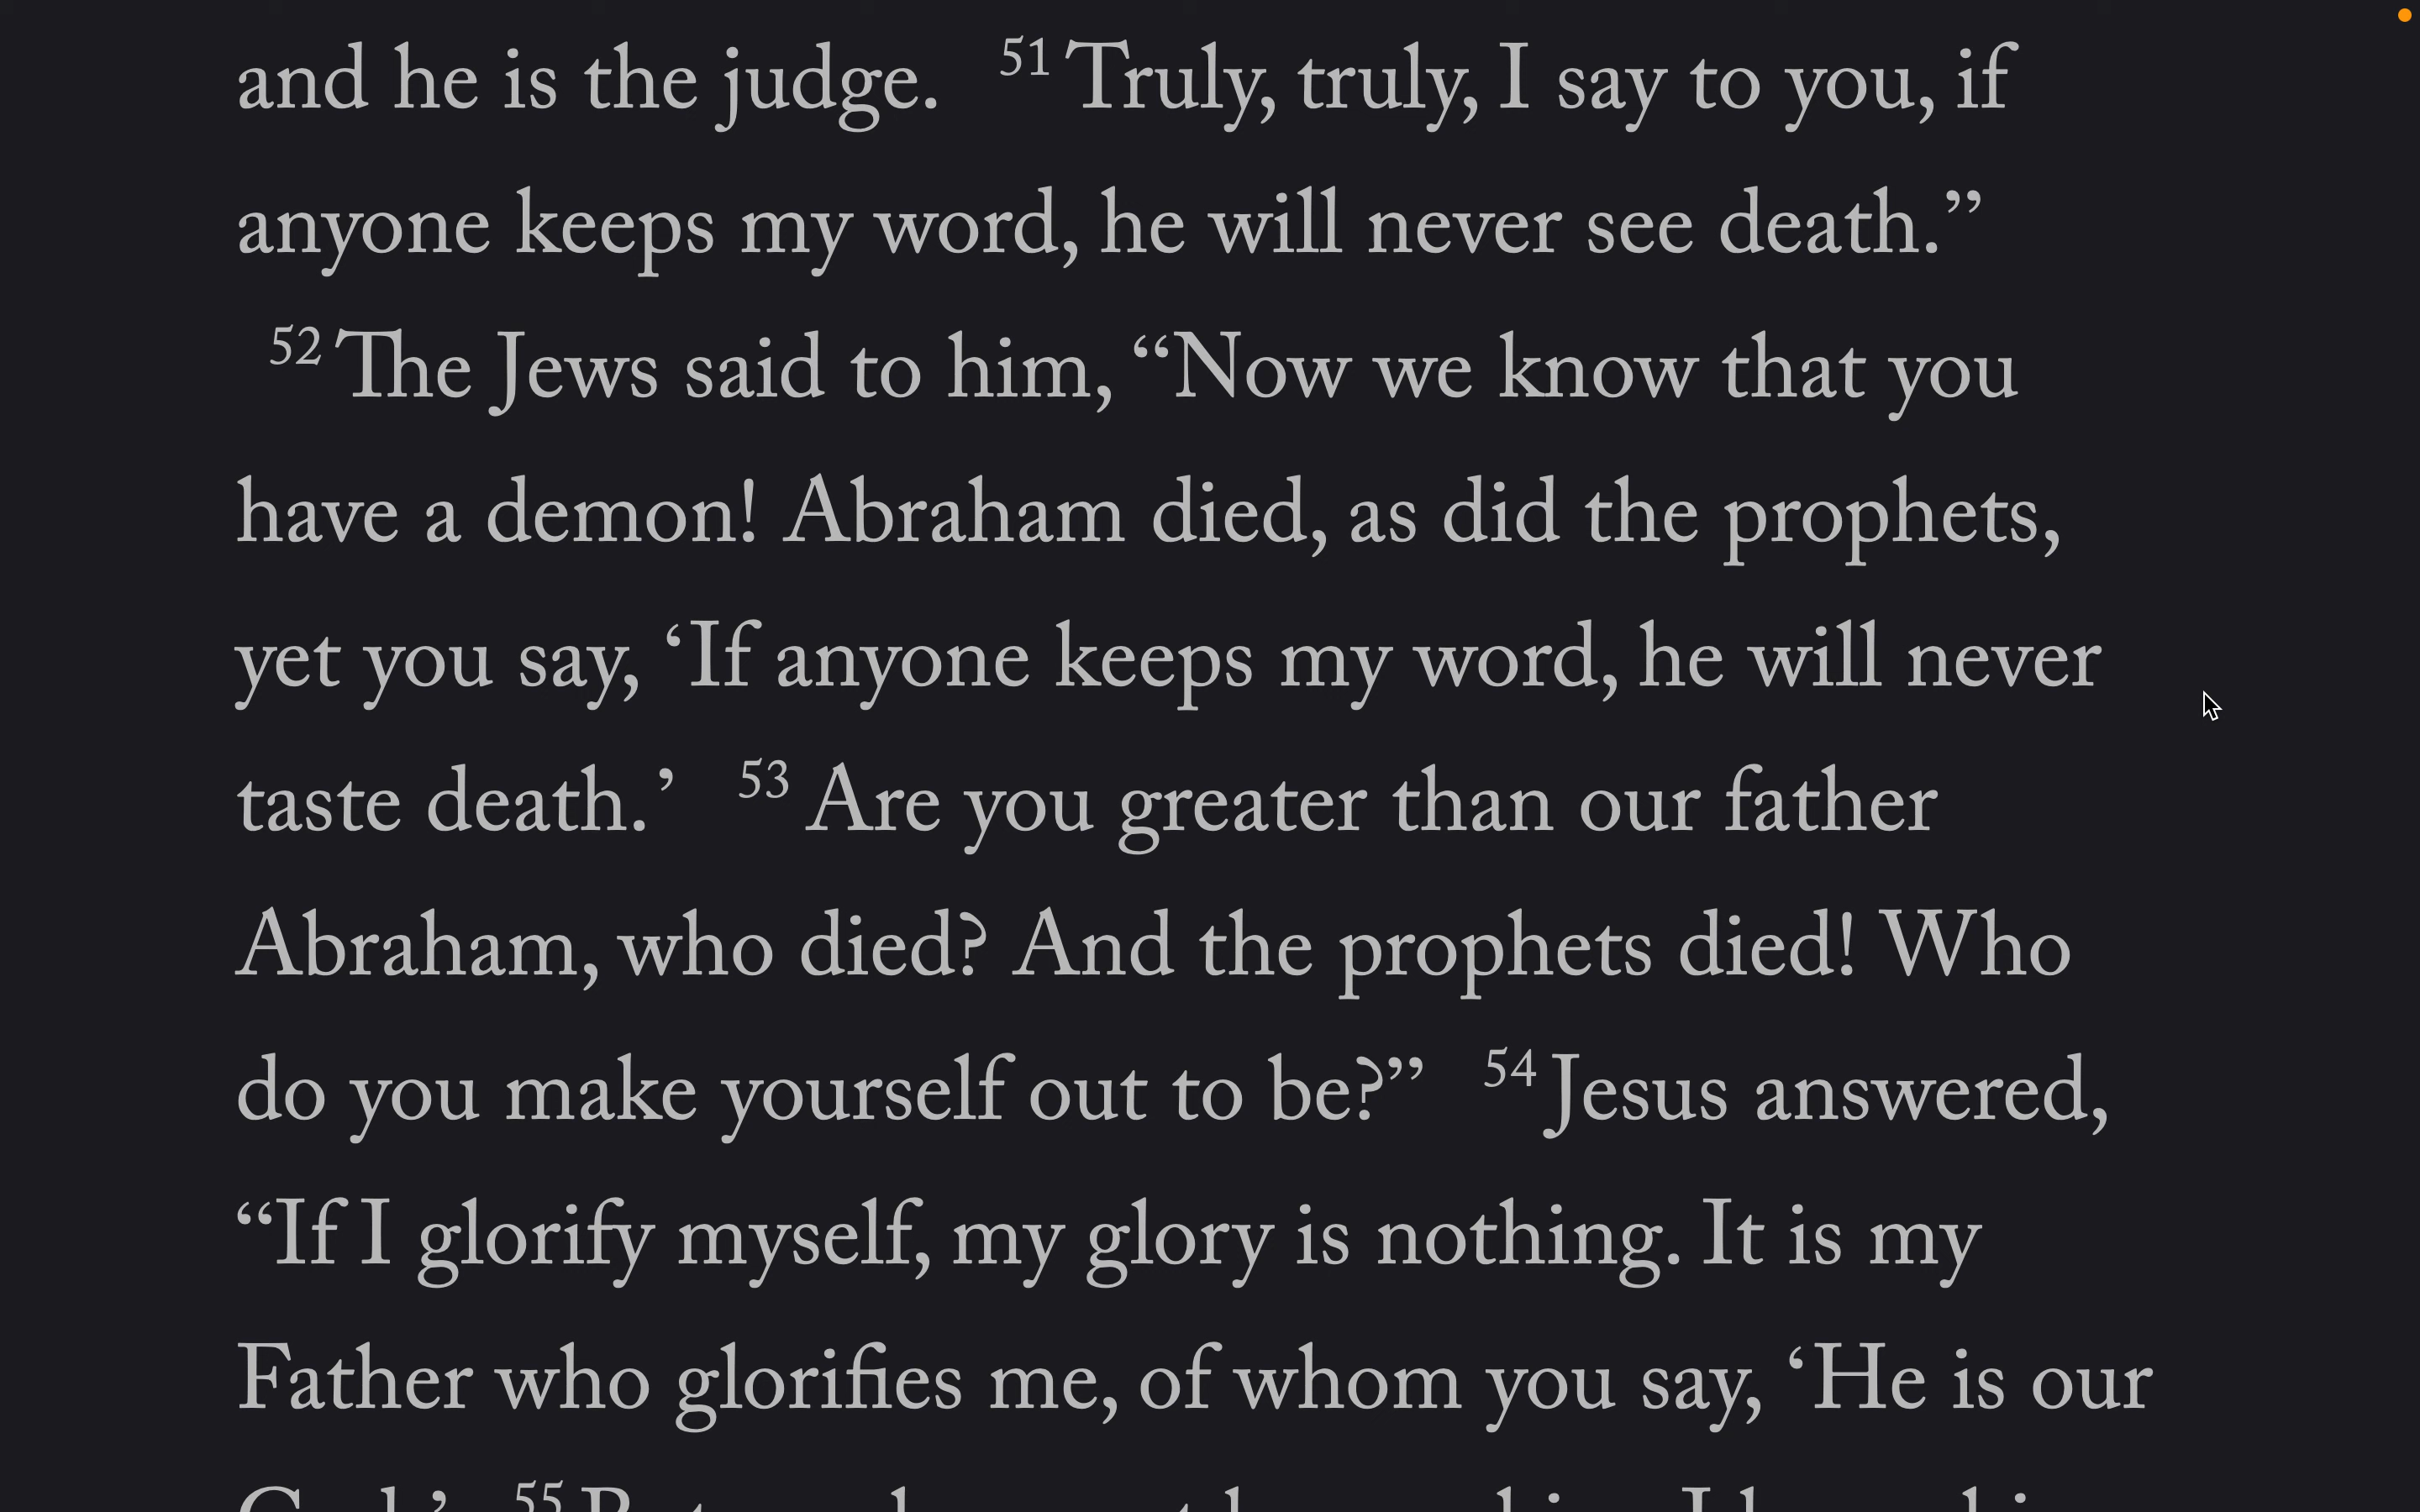 and he is the judge. 51 Truly, truly, I say to you, if
anyone keeps my word, he will never see death.”
52 The Jews said to him, “Now we know that you
have a demon! Abraham died, as did the prophets,
yet you say, ‘If anyone keeps my word, he will never
taste death.’ 53 Are you greater than our father
Abraham, who died? And the prophets died! Who
do you make yourself out to be?” 54 Jesus answered,
“If I glorify myself, my glory is nothing. It is my
Father who glorifies me, of whom you say, ‘He is our
55